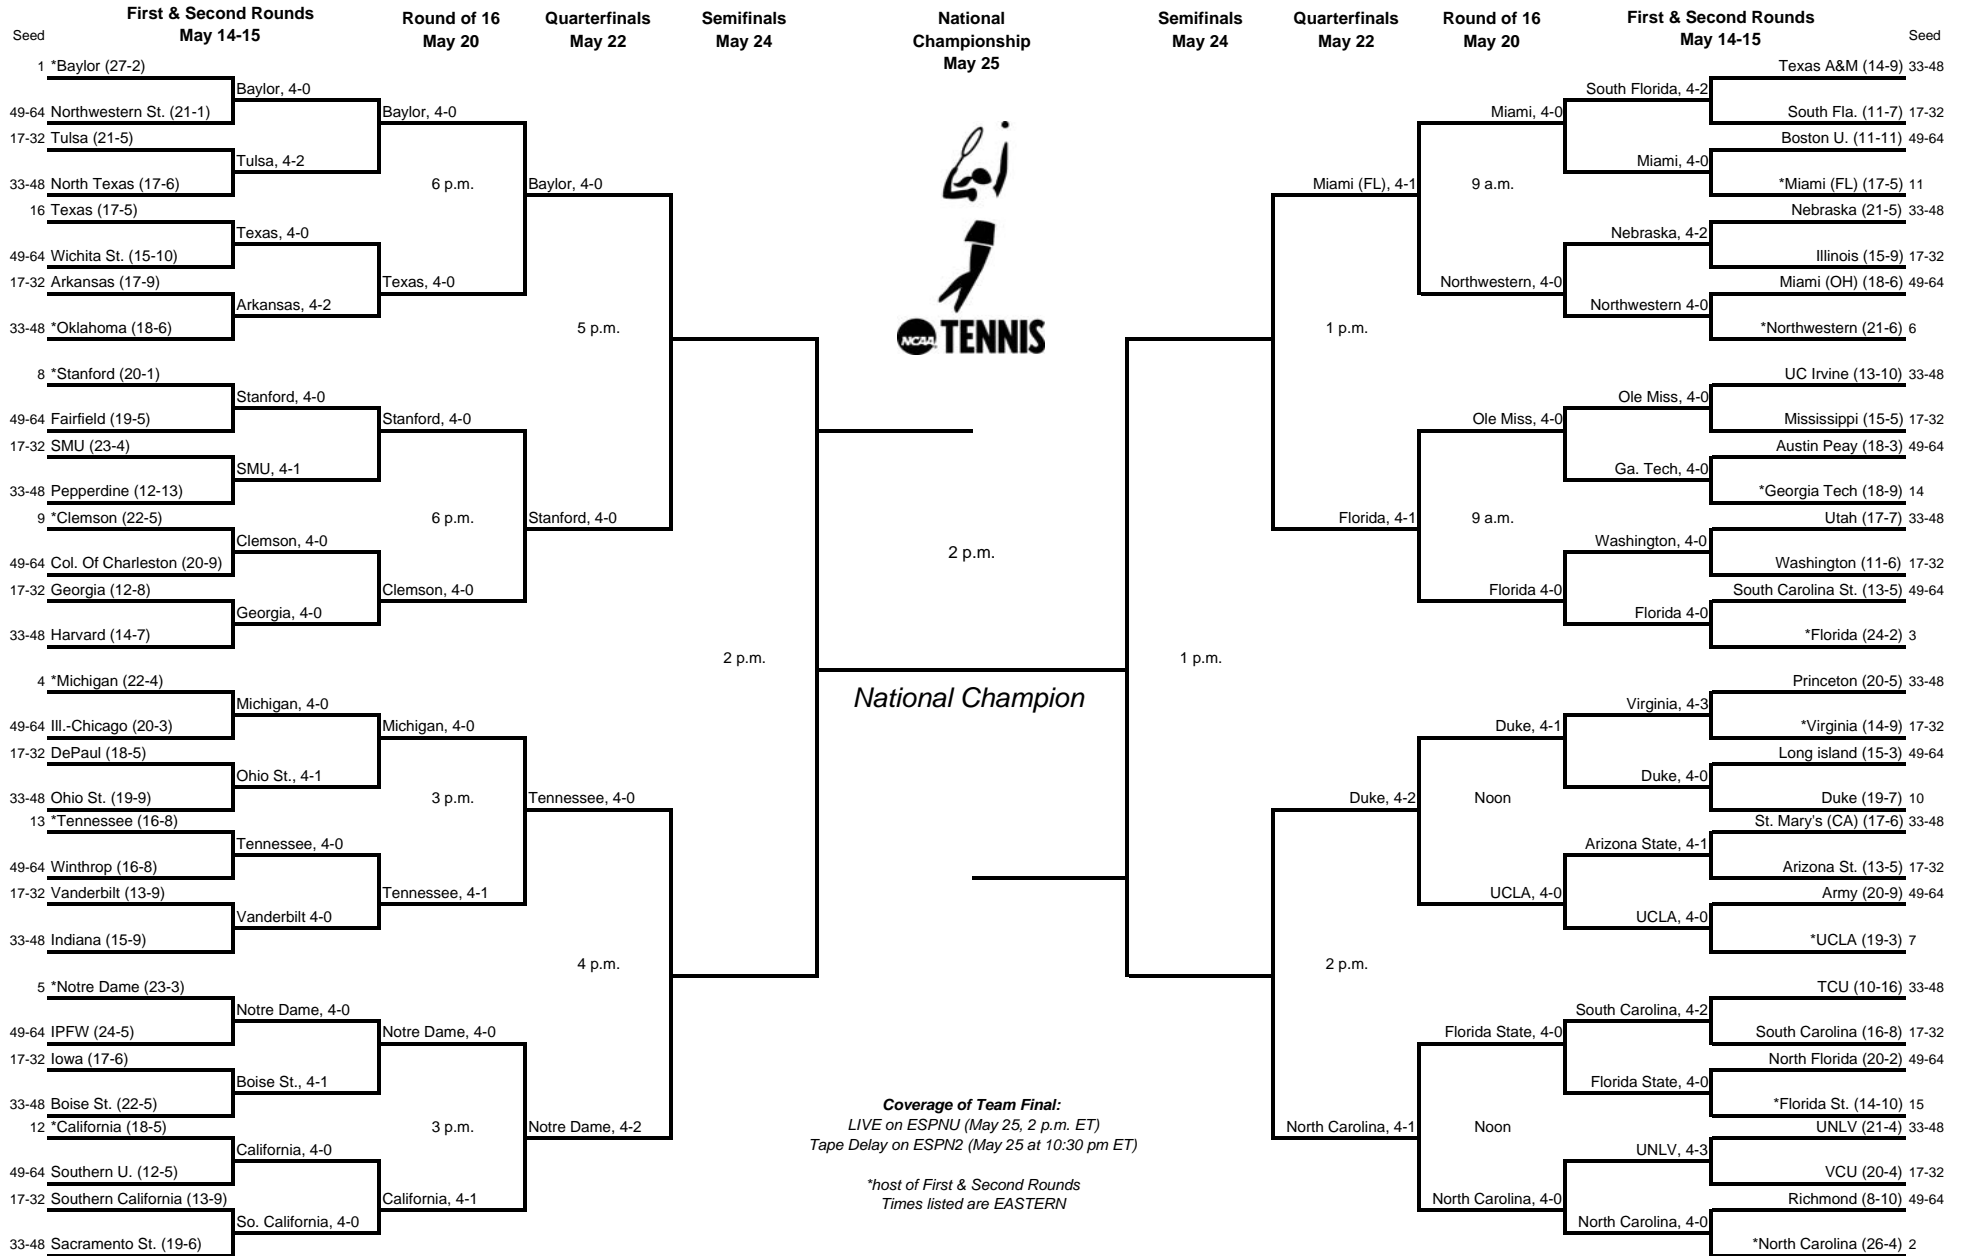 First & Second Rounds
May 14-15
Round of 16
May 20
Quarterfinals
May 22
Semifinals
May 24
National
Championship
May 25
Semifinals
May 24
Quarterfinals
May 22
Round of 16
May 20
First & Second Rounds
May 14-15
Seed
Seed
1 *Baylor (27-2)
49-64 Northwestern St. (21-1)
17-32 Tulsa (21-5)
33-48 North Texas (17-6)
16 Texas (17-5)
49-64 Wichita St. (15-10)
17-32 Arkansas (17-9)
33-48 *Oklahoma (18-6)
8 *Stanford (20-1)
49-64 Fairfield (19-5)
17-32 SMU (23-4)
33-48 Pepperdine (12-13)
9 *Clemson (22-5)
49-64 Col. Of Charleston (20-9)
17-32 Georgia (12-8)
33-48 Harvard (14-7)
4 *Michigan (22-4)
49-64 Ill.-Chicago (20-3)
17-32 DePaul (18-5)
33-48 Ohio St. (19-9)
13 *Tennessee (16-8)
49-64 Winthrop (16-8)
17-32 Vanderbilt (13-9)
33-48 Indiana (15-9)
5 *Notre Dame (23-3)
49-64 IPFW (24-5)
17-32 Iowa (17-6)
33-48 Boise St. (22-5)
12 *California (18-5)
49-64 Southern U. (12-5)
17-32 Southern California (13-9)
33-48 Sacramento St. (19-6)
Baylor, 4-0
Tulsa, 4-2
Texas, 4-0
Arkansas, 4-2
Stanford, 4-0
SMU, 4-1
Clemson, 4-0
Georgia, 4-0
Michigan, 4-0
Ohio St., 4-1
Tennessee, 4-0
Vanderbilt 4-0
Notre Dame, 4-0
Boise St., 4-1
California, 4-0
So. California, 4-0
Baylor, 4-0
6 p.m.
Texas, 4-0
Stanford, 4-0
6 p.m.
Clemson, 4-0
Michigan, 4-0
3 p.m.
Tennessee, 4-1
Notre Dame, 4-0
3 p.m.
California, 4-1
Baylor, 4-0
5 p.m.
Stanford, 4-0
Tennessee, 4-0
4 p.m.
Notre Dame, 4-2
2 p.m.
NCAA TENNIS
2 p.m.
National Champion
Coverage of Team Final:
LIVE on ESPNU (May 25, 2 p.m. ET)
Tape Delay on ESPN2 (May 25 at 10:30 pm ET)
*host of First & Second Rounds
Times listed are EASTERN
1 p.m.
Miami (FL), 4-1
1 p.m.
Florida, 4-1
Duke, 4-2
2 p.m.
North Carolina, 4-1
Miami, 4-0
9 a.m.
Northwestern, 4-0
Ole Miss, 4-0
9 a.m.
Florida 4-0
Duke, 4-1
Noon
UCLA, 4-0
Florida State, 4-0
Noon
North Carolina, 4-0
South Florida, 4-2
Miami, 4-0
Nebraska, 4-2
Northwestern 4-0
Ole Miss, 4-0
Ga. Tech, 4-0
Washington, 4-0
Florida 4-0
Virginia, 4-3
Duke, 4-0
Arizona State, 4-1
UCLA, 4-0
South Carolina, 4-2
Florida State, 4-0
UNLV, 4-3
North Carolina, 4-0
Texas A&M (14-9) 33-48
South Fla. (11-7) 17-32
Boston U. (11-11) 49-64
*Miami (FL) (17-5) 11
Nebraska (21-5) 33-48
Illinois (15-9) 17-32
Miami (OH) (18-6) 49-64
*Northwestern (21-6) 6
UC Irvine (13-10) 33-48
Mississippi (15-5) 17-32
Austin Peay (18-3) 49-64
*Georgia Tech (18-9) 14
Utah (17-7) 33-48
Washington (11-6) 17-32
South Carolina St. (13-5) 49-64
*Florida (24-2) 3
Princeton (20-5) 33-48
*Virginia (14-9) 17-32
Long island (15-3) 49-64
Duke (19-7) 10
St. Mary's (CA) (17-6) 33-48
Arizona St. (13-5) 17-32
Army (20-9) 49-64
*UCLA (19-3) 7
TCU (10-16) 33-48
South Carolina (16-8) 17-32
North Florida (20-2) 49-64
*Florida St. (14-10) 15
UNLV (21-4) 33-48
VCU (20-4) 17-32
Richmond (8-10) 49-64
*North Carolina (26-4) 2